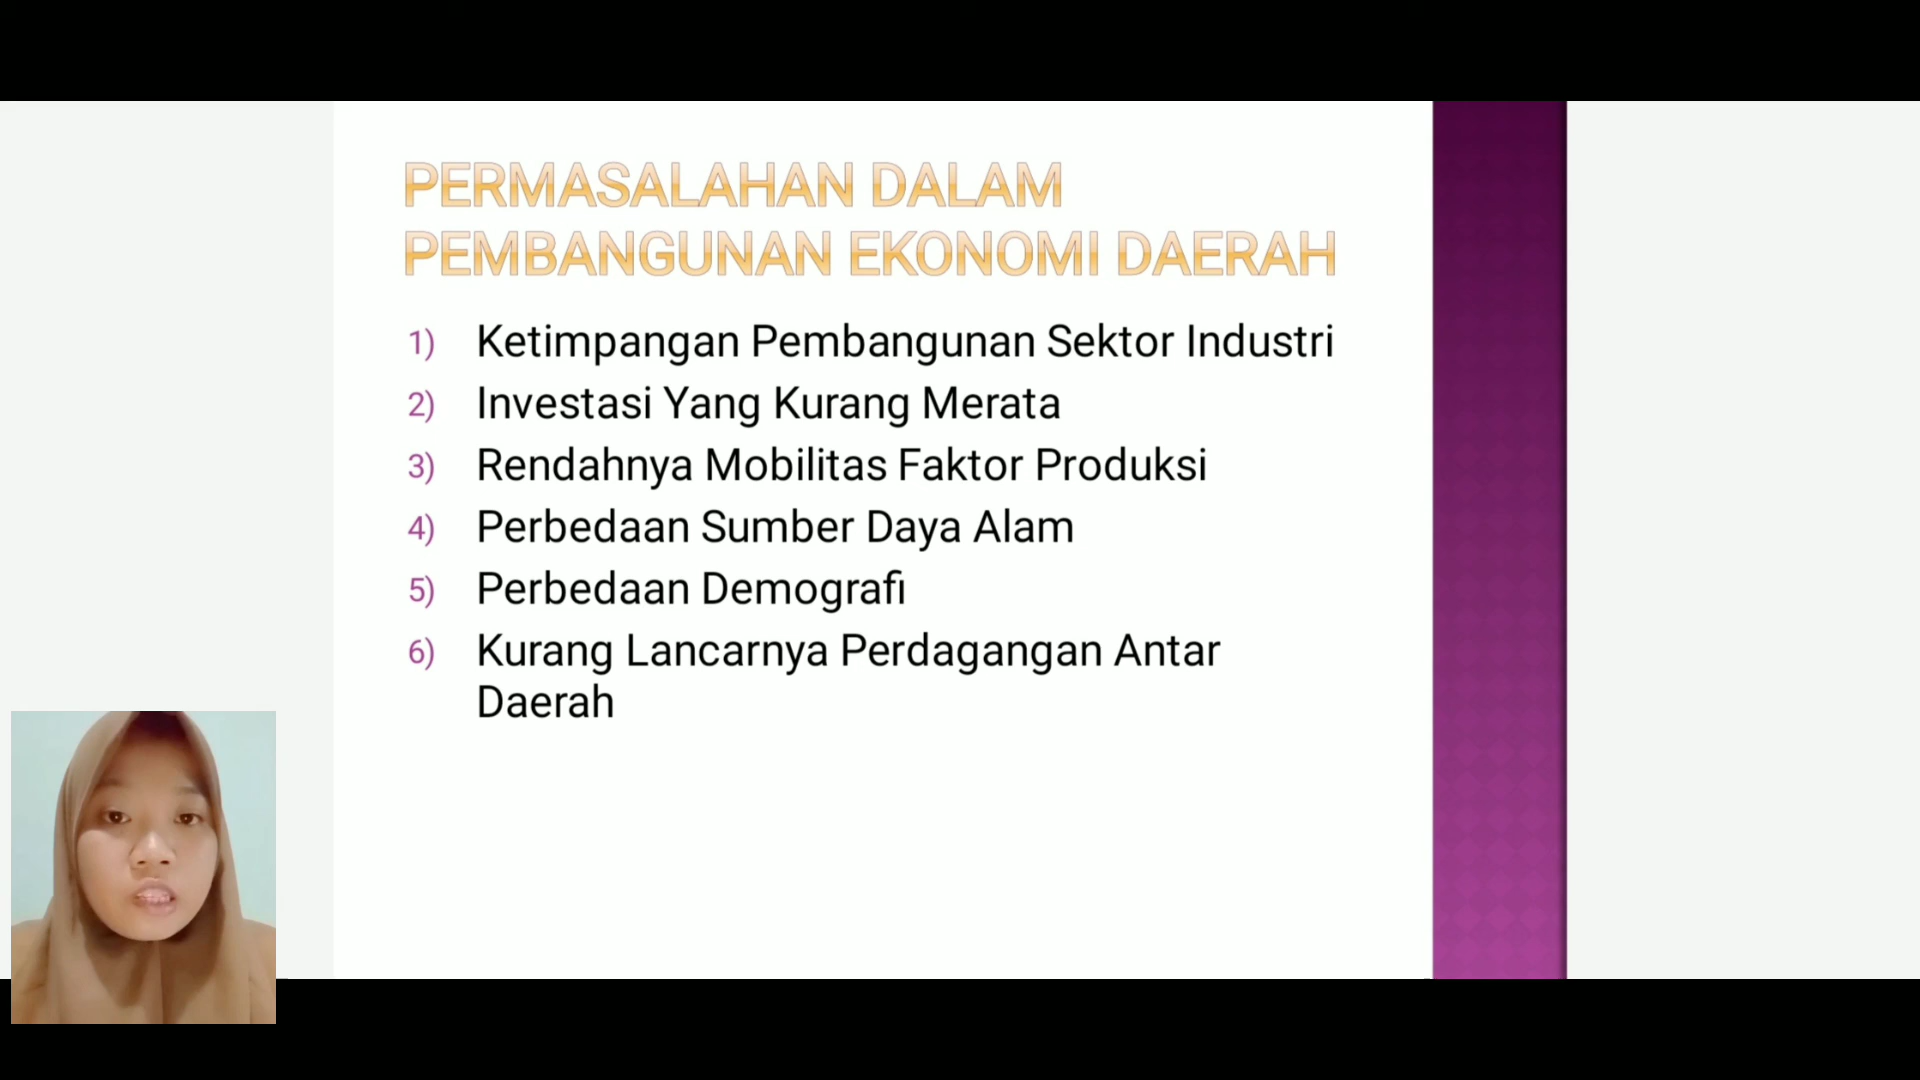 PERMASALAHAN DALAM
PEMBANGUNAN EKONOMI DAERAH
1) Ketimpangan Pembangunan Sektor Industri
2) Investasi Yang Kurang Merata
3) Rendahnya Mobilitas Faktor Produksi
4) Perbedaan Sumber Daya Alam
5) Perbedaan Demografi
6) Kurang Lancarnya Perdagangan Antar
Daerah